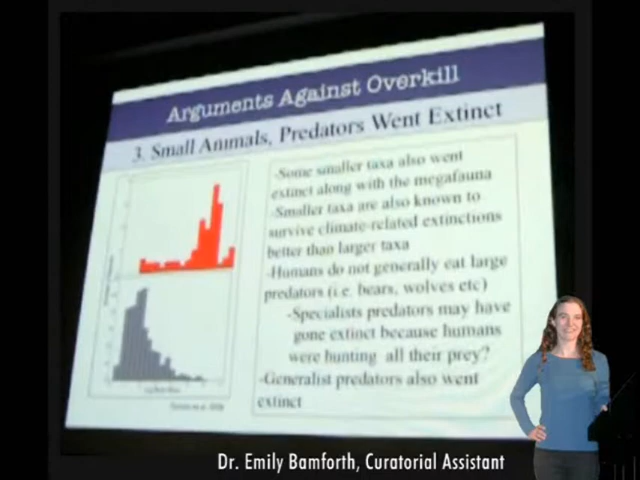 Arguments Against Overkill
3. Small Animals, Predators Went Extinct
-Some smaller taxa also went
extinct along with the megafauna
-Smaller taxa are also known to
survive climate-related extinctions
better than larger taxa
-Humans do not generally eat large
predators (i.e. bears, wolves etc)
-Specialists predators may have
gone extinct because humans
were hunting all their prey?
-Generalist predators also went
extinct
Dr. Emily Bamforth, Curatorial Assistant